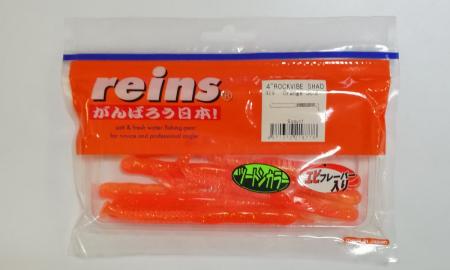 reins®
がんばろう日本!
salt & fresh water fishing gear
for novice and professional angler
4"ROCKVIBE SHAD
ツートンカラー
エビフレーバー
入り